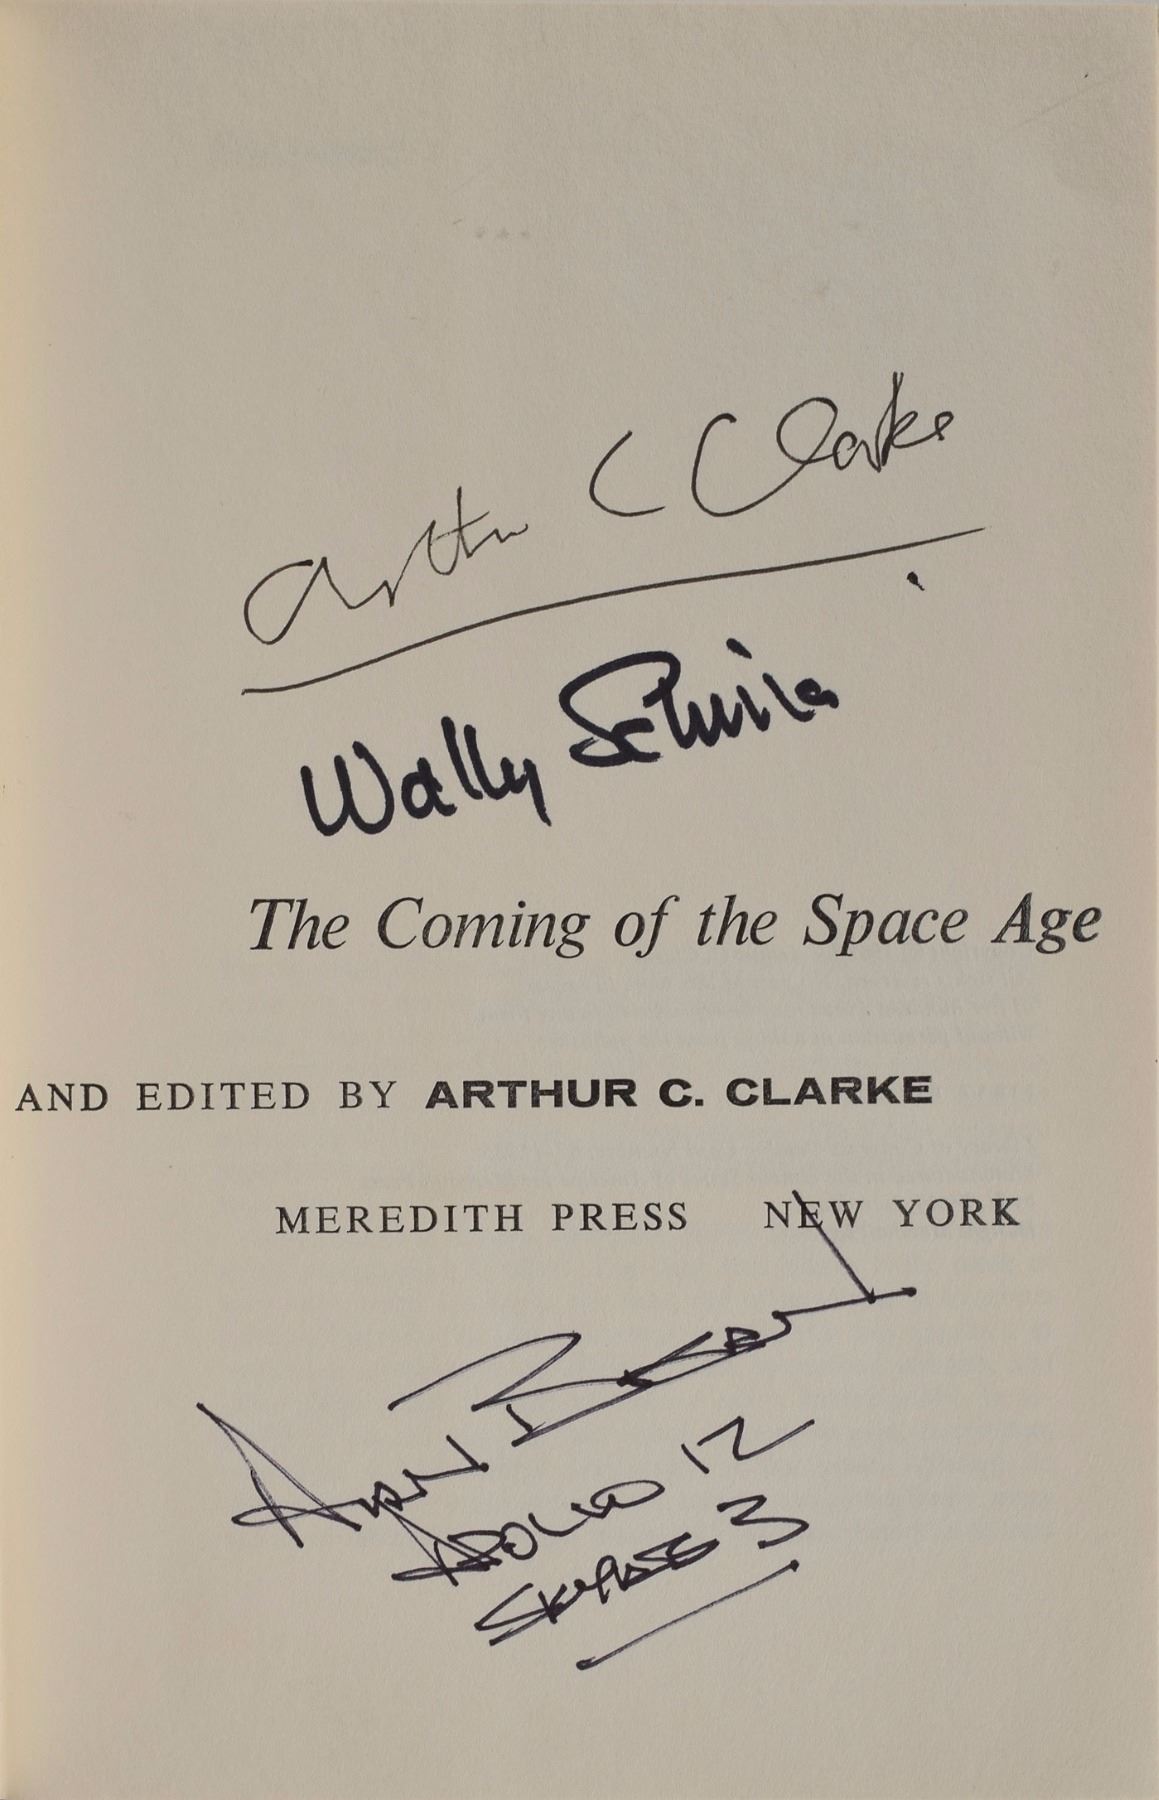 Arthur C Clarke
Wally Schirra
The Coming of the Space Age
AND EDITED BY ARTHUR C. CLARKE
MEREDITH PRESS NEW YORK
Alan Bean
APOLLO 12
SKYLAB 3